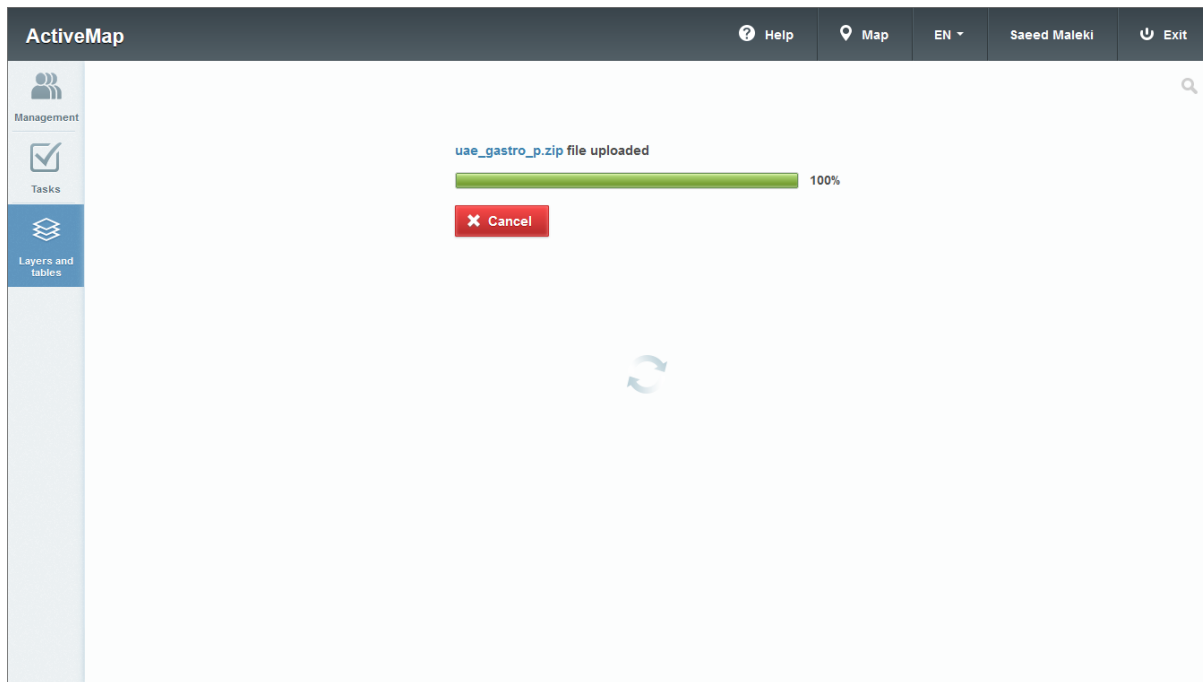 ActiveMap
Help
Map
EN
Saeed Maleki
Exit
Management
Tasks
Layers and
tables
uae_gastro_p.zip file uploaded
100%
Cancel